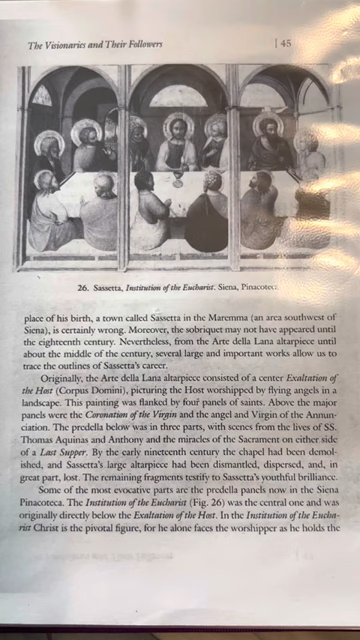 The Visionaries and Their Followers | 45
26. Sassetta, Institution of the Eucharist. Siena, Pinacoteca
place of his birth, a town called Sassetta in the Maremma (an area southwest of
Siena), is certainly wrong. Moreover, the sobriquet may not have appeared until
the eighteenth century. Nevertheless, from the Arte della Lana altarpiece until
about the middle of the century, several large and important works allow us to
trace the outlines of Sassetta's career.
Originally, the Arte della Lana altarpiece consisted of a center Exaltation of
the Host (Corpus Domini), picturing the Host worshipped by flying angels in a
landscape. This painting was flanked by four panels of saints. Above the major
panels were the Coronation of the Virgin and the angel and Virgin of the Annun-
ciation. The predella below was in three parts, with scenes from the lives of SS.
Thomas Aquinas and Anthony and the miracles of the Sacrament on either side
of a Last Supper. By the early nineteenth century the chapel had been demol-
ished, and Sassetta's large altarpiece had been dismantled, dispersed, and, in
great part, lost. The remaining fragments testify to Sassetta's youthful brilliance.
Some of the most evocative parts are the predella panels now in the Siena
Pinacoteca. The Institution of the Eucharist (Fig. 26) was the central one and was
originally directly below the Exaltation of the Host. In the Institution of the Eucha-
rist Christ is the pivotal figure, for he alone faces the worshipper as he holds the